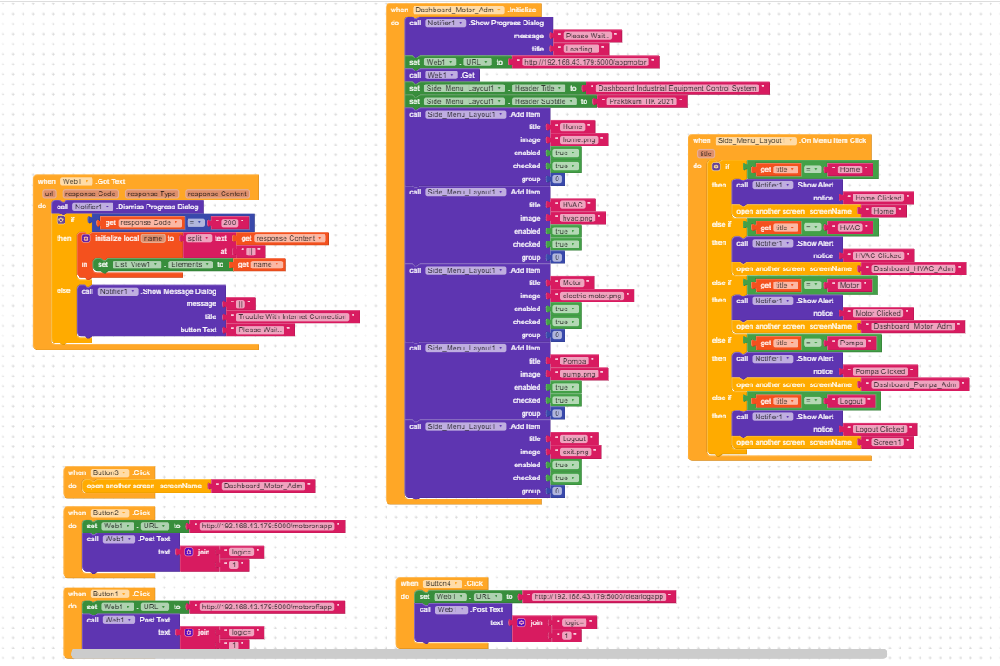 when Dashboard_Motor_Adm .Initialize
do call Notifier1 .Show Progress Dialog
message " Please Wait.. "
title " Loading.. "
set Web1 . URL to " http://192.168.43.179:5000/appmotor "
call Web1 .Get
set Side_Menu_Layout1 . Header Title to " Dashboard Industrial Equipment Control System "
set Side_Menu_Layout1 . Header Subtitle to " Praktikum TIK 2021 "
call Side_Menu_Layout1 .Add Item
title " Home "
image " home.png "
enabled true
checked true
group 0
call Side_Menu_Layout1 .Add Item
title " HVAC "
image " hvac.png "
enabled true
checked true
group 0
call Side_Menu_Layout1 .Add Item
title " Motor "
image " electric-motor.png "
enabled true
checked true
group 0
call Side_Menu_Layout1 .Add Item
title " Pompa "
image " pump.png "
enabled true
checked true
group 0
call Side_Menu_Layout1 .Add Item
title " Logout "
image " exit.png "
enabled true
checked true
group 0
when Side_Menu_Layout1 .On Menu Item Click
title
do if get title = " Home "
then call Notifier1 .Show Alert
notice " Home Clicked "
open another screen screenName " Home "
else if get title = " HVAC "
then call Notifier1 .Show Alert
notice " HVAC Clicked "
open another screen screenName " Dashboard_HVAC_Adm "
else if get title = " Motor "
then call Notifier1 .Show Alert
notice " Motor Clicked "
open another screen screenName " Dashboard_Motor_Adm "
else if get title = " Pompa "
then call Notifier1 .Show Alert
notice " Pompa Clicked "
open another screen screenName " Dashboard_Pompa_Adm "
else if get title = " Logout "
then call Notifier1 .Show Alert
notice " Logout Clicked "
open another screen screenName " Screen1 "
when Web1 .Got Text
url response Code response Type response Content
do call Notifier1 .Dismiss Progress Dialog
if get response Code = " 200 "
then initialize local name to split text get response Content
at " || "
in set List_View1 . Elements to get name
else call Notifier1 .Show Message Dialog
message " || "
title " Trouble With Internet Connection "
button Text " Please Wait.. "
when Button3 .Click
do open another screen screenName " Dashboard_Motor_Adm "
when Button2 .Click
do set Web1 . URL to " http://192.168.43.179:5000/motoronapp "
call Web1 .Post Text
text join " logic= "
" 1 "
when Button1 .Click
do set Web1 . URL to " http://192.168.43.179:5000/motoroffapp "
call Web1 .Post Text
text join " logic= "
" 1 "
when Button4 .Click
do set Web1 . URL to " http://192.168.43.179:5000/clearlogapp "
call Web1 .Post Text
text join " logic= "
" 1 "